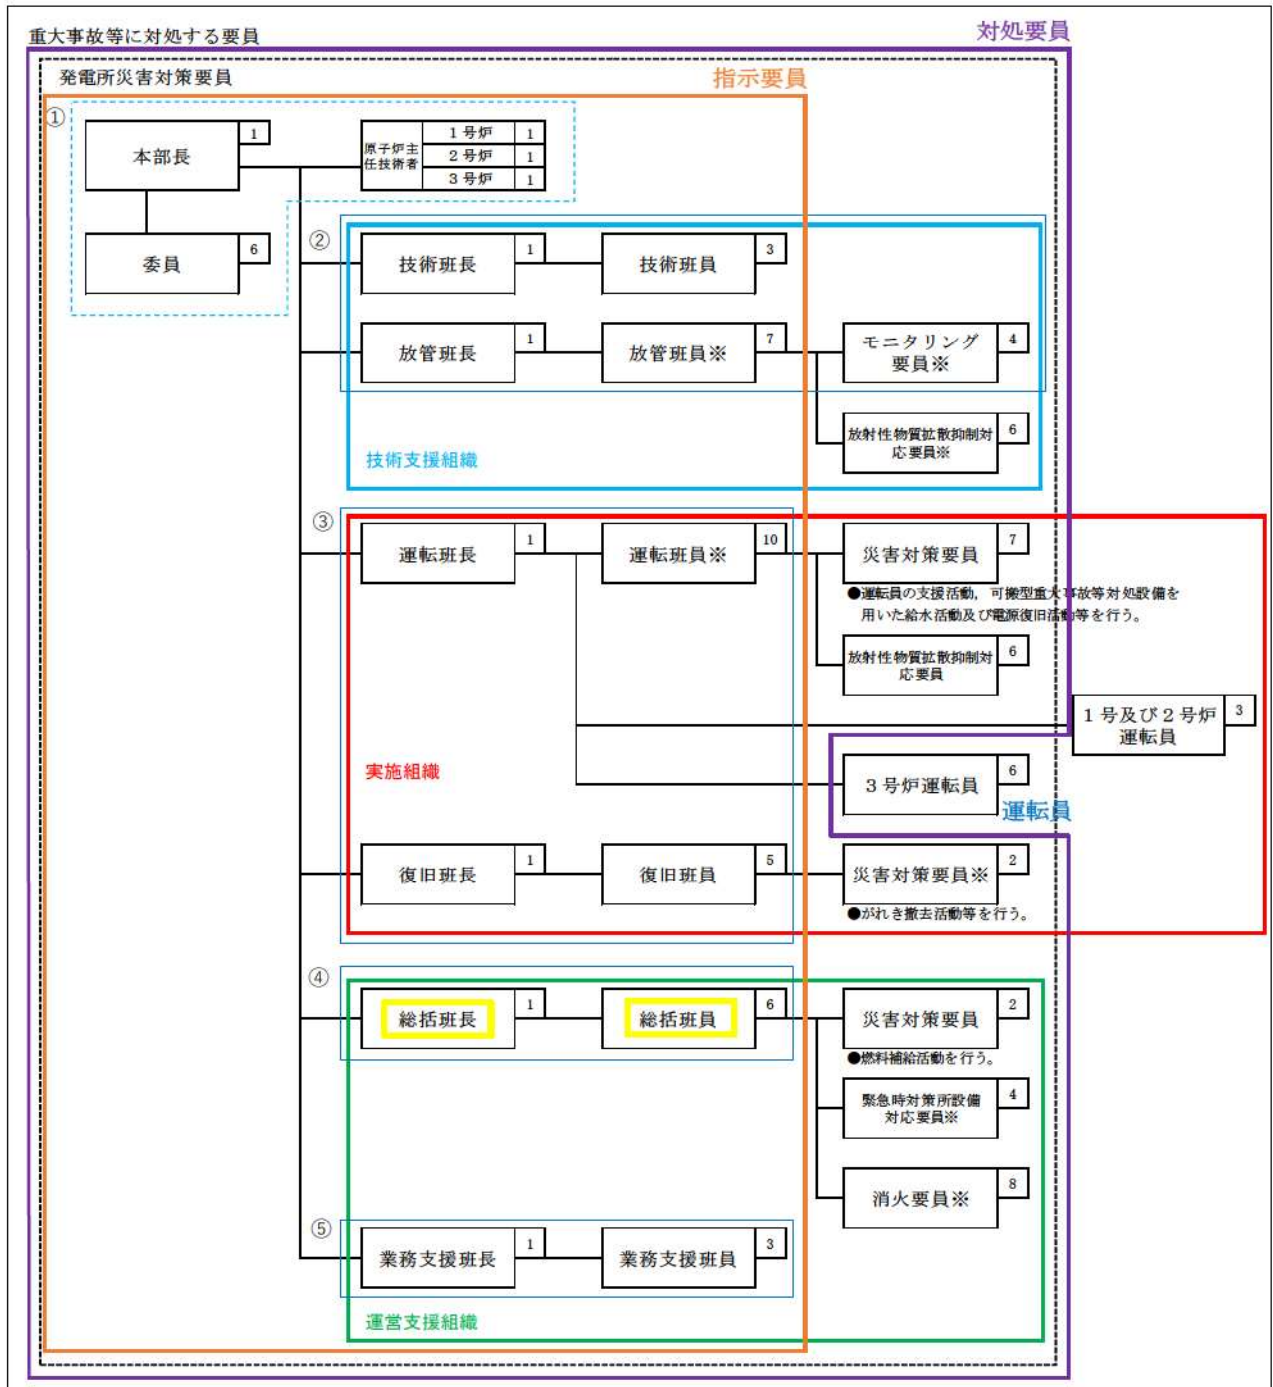 重大事故等に対処する要員
対処要員
発電所災害対策要員
指示要員
①
本部長
1
原子炉主
任技術者
1号炉
1
2号炉
1
3号炉
1
委員
6
②
技術班長
1
技術班員
3
放管班長
1
放管班員※
7
モニタリング
要員※
4
放射性物質拡散抑制対
応要員※
6
技術支援組織
③
運転班長
1
運転班員※
10
災害対策要員
7
●運転員の支援活動，可搬型重大事故等対処設備を
用いた給水活動及び電源復旧活動等を行う。
放射性物質拡散抑制対
応要員
6
1号及び2号炉
運転員
3
実施組織
3号炉運転員
6
運転員
復旧班長
1
復旧班員
5
災害対策要員※
2
●がれき撤去活動等を行う。
④
総括班長
1
総括班員
6
災害対策要員
2
●燃料補給活動を行う。
緊急時対策所設備
対応要員※
4
消火要員※
8
⑤
業務支援班長
1
業務支援班員
3
運営支援組織